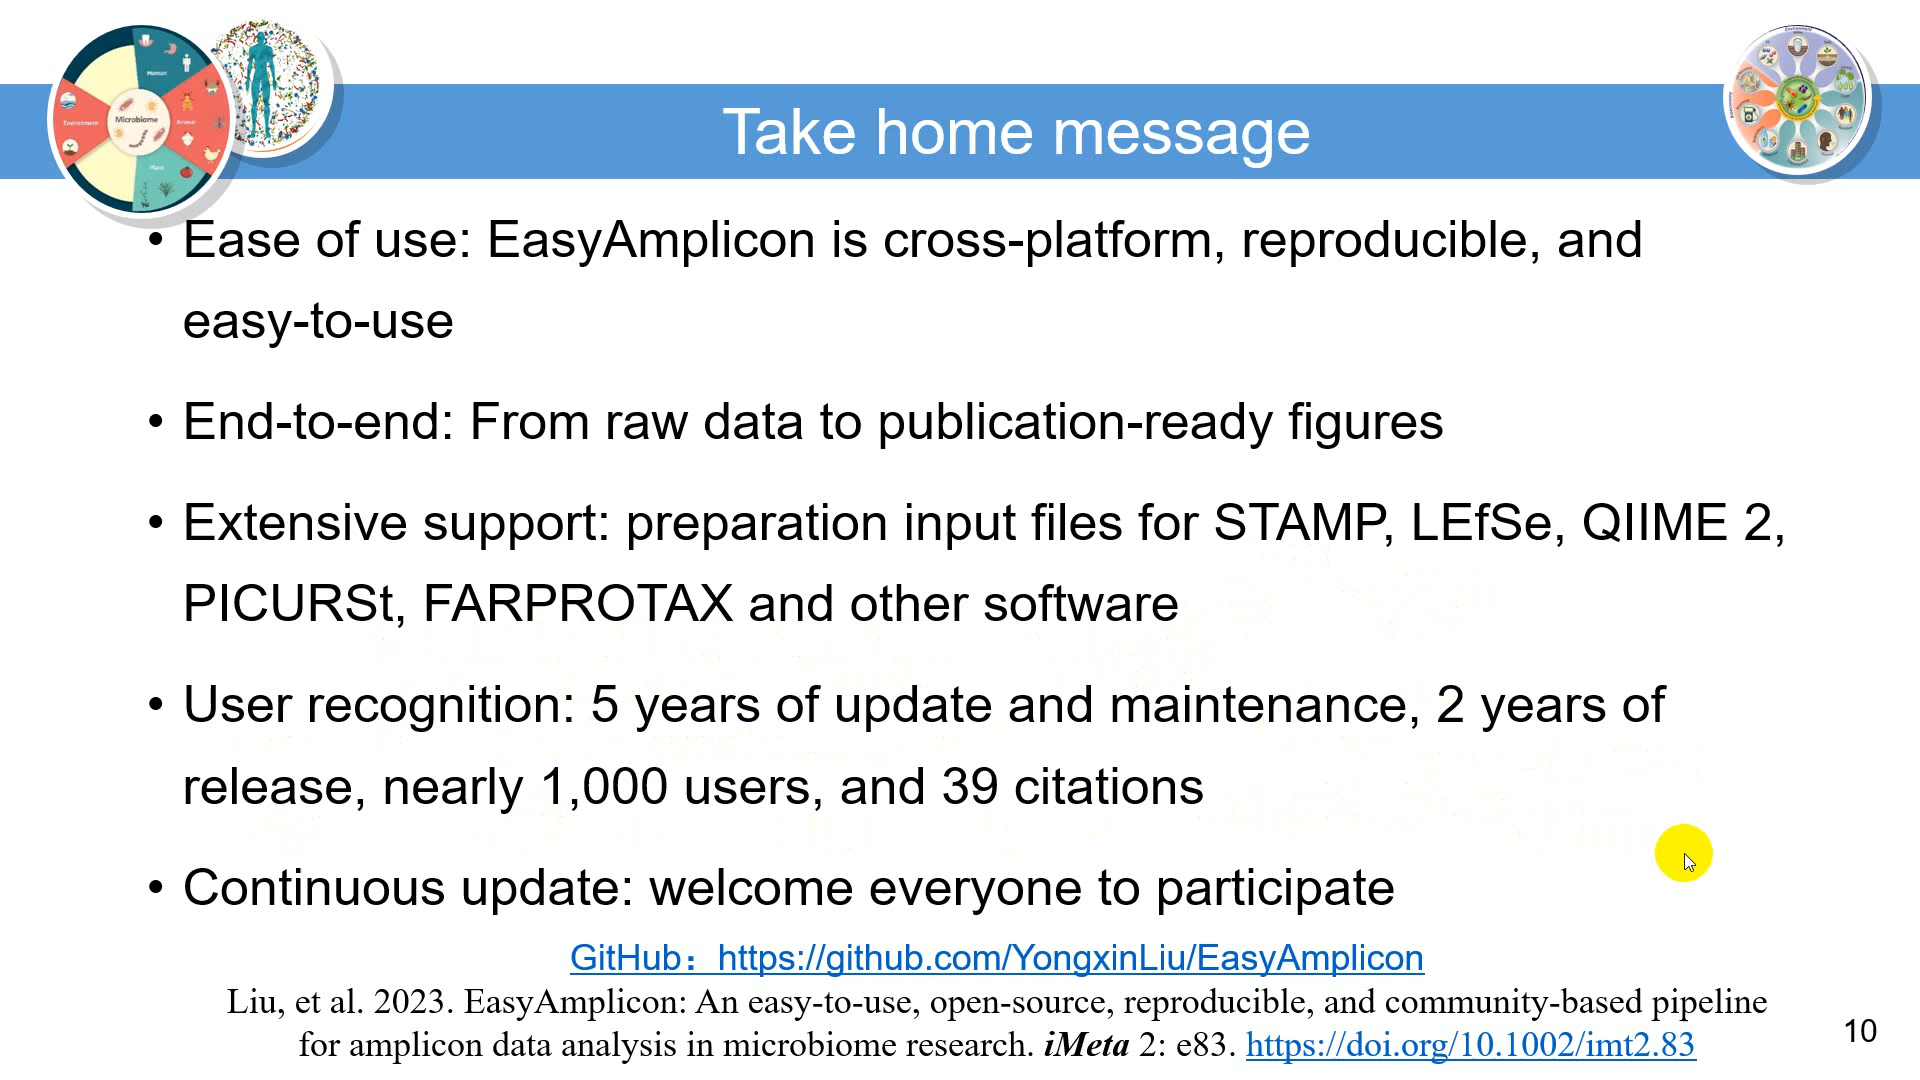 Human
Environment
Microbiome
Animal
Plant
Take home message
• Ease of use: EasyAmplicon is cross-platform, reproducible, and
easy-to-use
• End-to-end: From raw data to publication-ready figures
• Extensive support: preparation input files for STAMP, LEfSe, QIIME 2,
PICURSt, FARPROTAX and other software
• User recognition: 5 years of update and maintenance, 2 years of
release, nearly 1,000 users, and 39 citations
• Continuous update: welcome everyone to participate
GitHub：https://github.com/YongxinLiu/EasyAmplicon
Liu, et al. 2023. EasyAmplicon: An easy-to-use, open-source, reproducible, and community-based pipeline
for amplicon data analysis in microbiome research. iMeta 2: e83. https://doi.org/10.1002/imt2.83
10